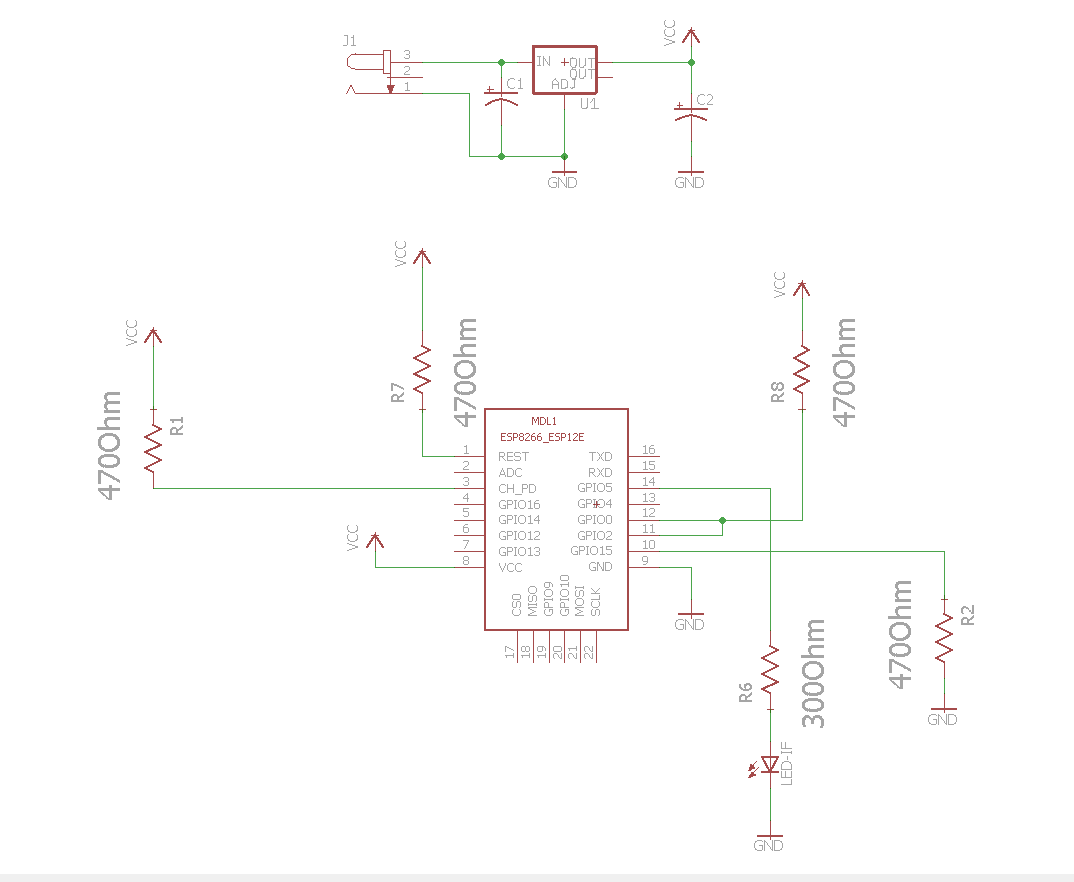 J1
3
2
1
C1
IN
+OUT
OUT
ADJ
U1
GND
VCC
C2
GND
VCC
R1
470Ohm
VCC
R7
470Ohm
VCC
R8
470Ohm
MDL1
ESP8266_ESP12E
1 REST TXD 16
2 ADC RXD 15
3 CH_PD GPIO5 14
4 GPIO16 GPIO4 13
5 GPIO14 GPIO0 12
6 GPIO12 GPIO2 11
7 GPIO13 GPIO15 10
8 VCC GND 9
VCC
CS0
MISO
GPIO9
GPIO10
MOSI
SCLK
17
18
19
20
21
22
GND
R6
300Ohm
LED-IF
GND
R2
470Ohm
GND